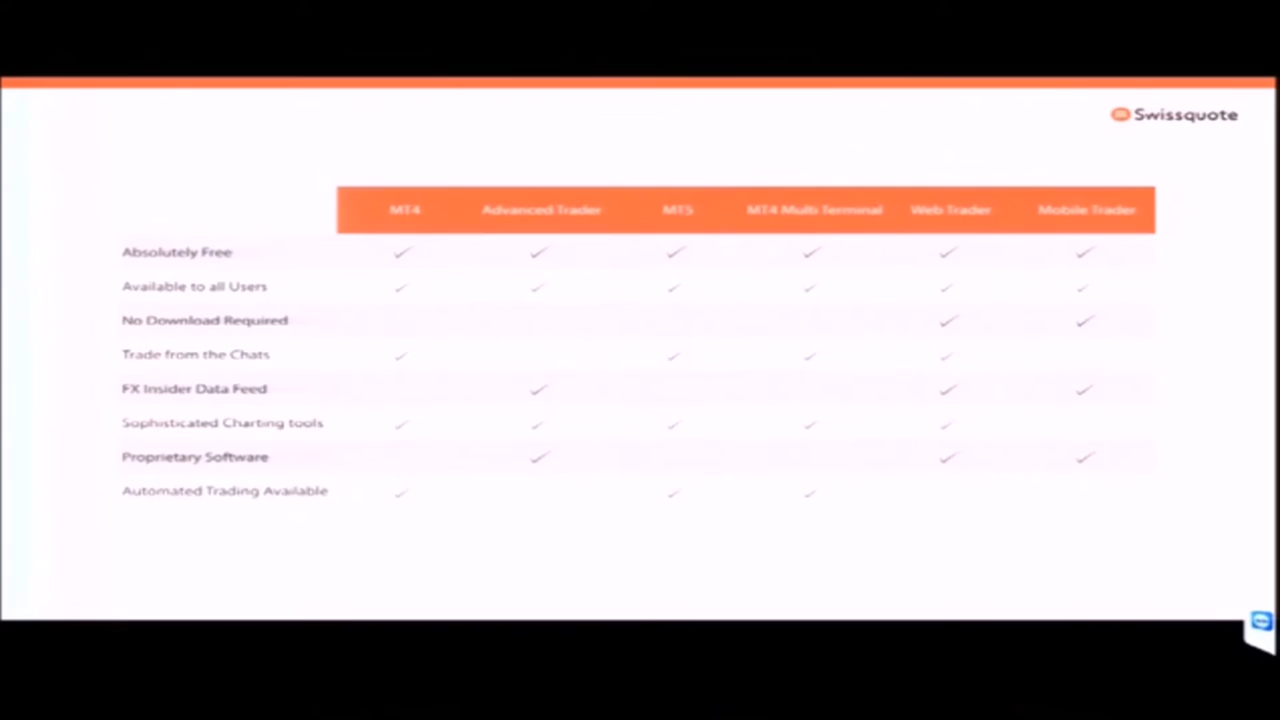 Swissquote
MT4 Advanced Trader MT5 MT4 Multi Terminal Web Trader Mobile Trader
Absolutely Free ✓ ✓ ✓ ✓ ✓ ✓
Available to all Users ✓ ✓ ✓ ✓ ✓ ✓
No Download Required ✓ ✓
Trade from the Chats ✓ ✓ ✓ ✓
FX Insider Data Feed ✓ ✓ ✓
Sophisticated Charting tools ✓ ✓ ✓ ✓ ✓
Proprietary Software ✓ ✓ ✓
Automated Trading Available ✓ ✓ ✓